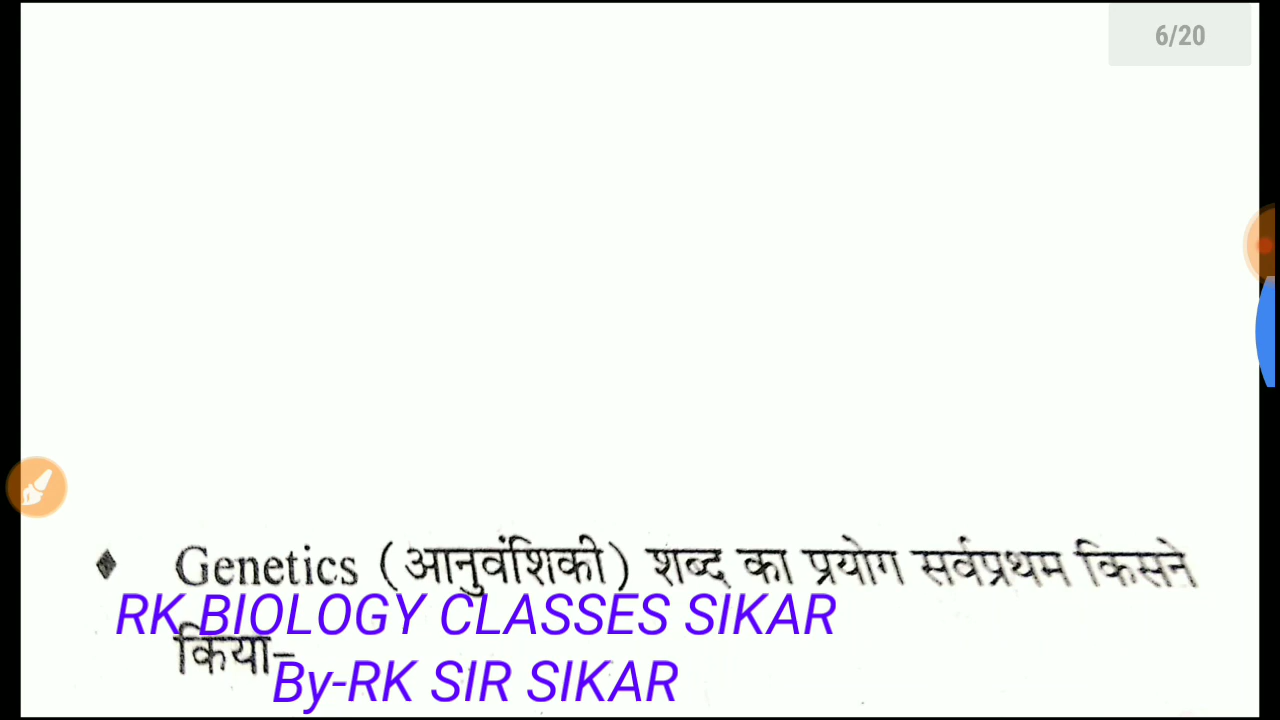 6/20
♦ Genetics (आनुवंशिकी) शब्द का प्रयोग सर्वप्रथम किसने
RK BIOLOGY CLASSES SIKAR
किया-
By-RK SIR SIKAR